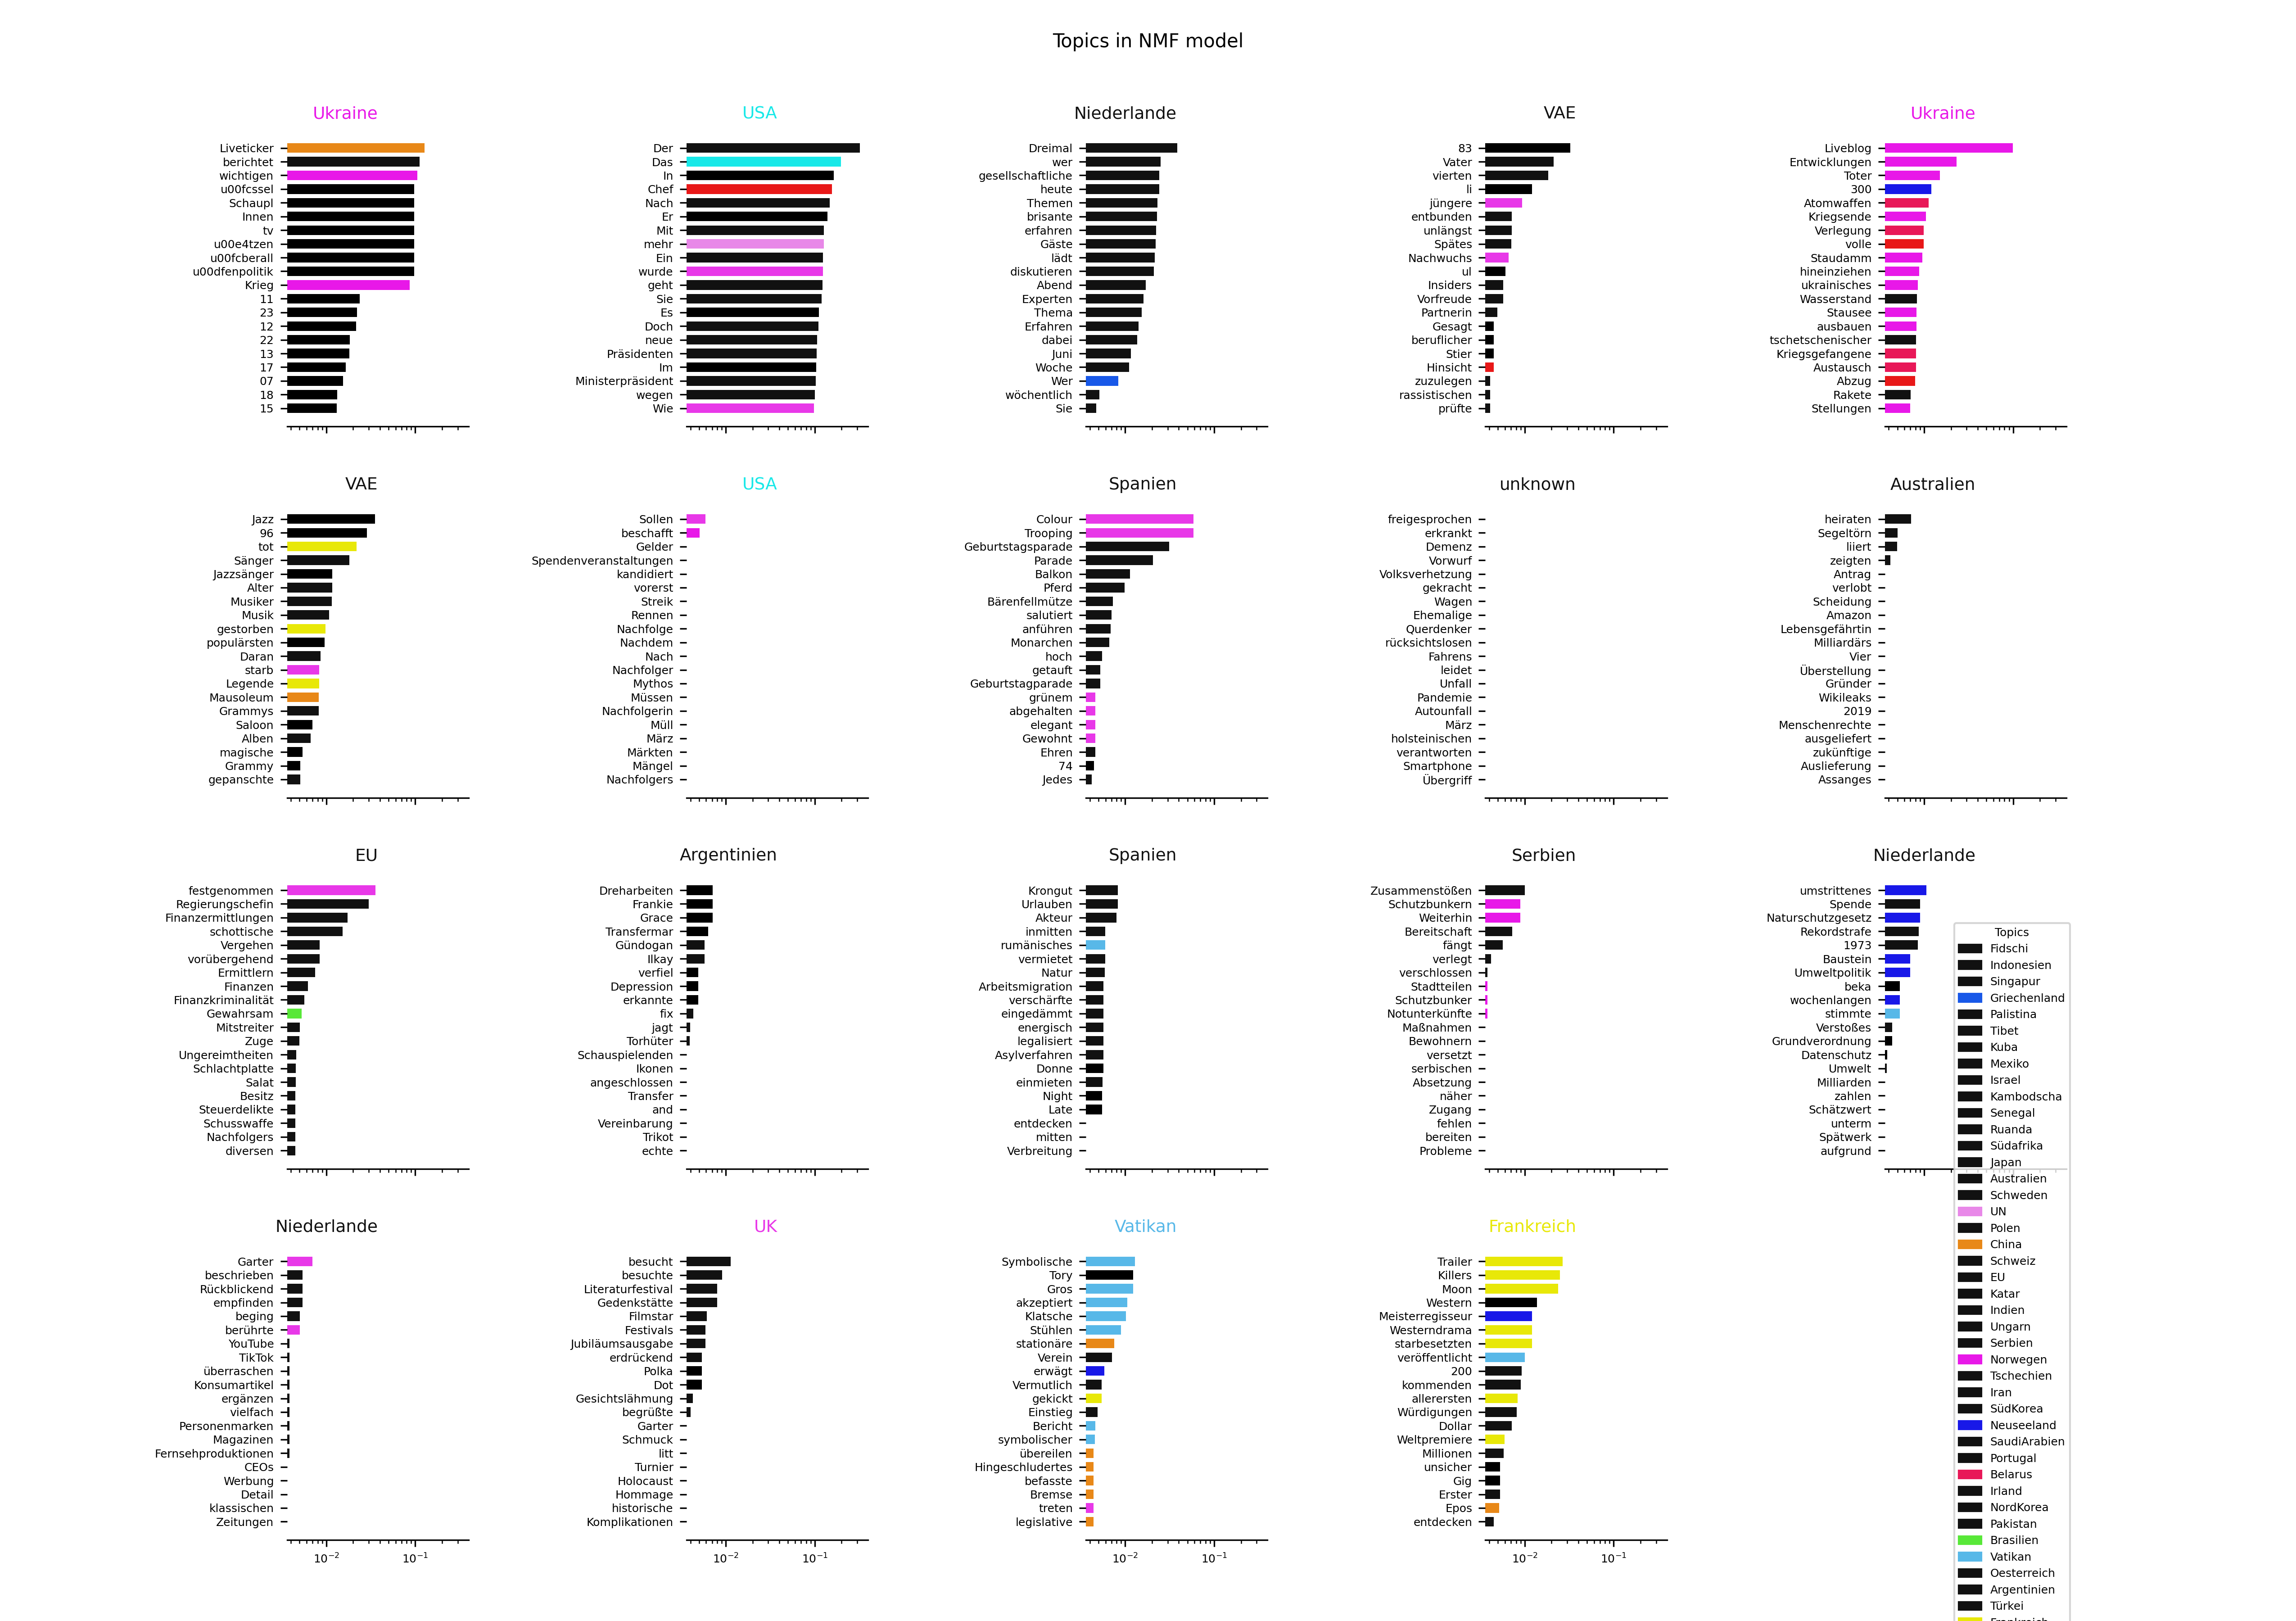 Topics in NMF model
Ukraine
Liveticker
berichtet
wichtigen
u00fcssel
Schaupl
Innen
tv
u00e4tzen
u00fcberall
u00dfenpolitik
Krieg
11
23
12
22
13
17
07
18
15
USA
Der
Das
In
Chef
Nach
Er
Mit
mehr
Ein
wurde
geht
Sie
Es
Doch
neue
Präsidenten
Im
Ministerpräsident
wegen
Wie
Niederlande
Dreimal
wer
gesellschaftliche
heute
Themen
brisante
erfahren
Gäste
lädt
diskutieren
Abend
Experten
Thema
Erfahren
dabei
Juni
Woche
Wer
wöchentlich
Sie
VAE
83
Vater
vierten
li
jüngere
entbunden
unlängst
Spätes
Nachwuchs
ul
Insiders
Vorfreude
Partnerin
Gesagt
beruflicher
Stier
Hinsicht
zuzulegen
rassistischen
prüfte
Ukraine
Liveblog
Entwicklungen
Toter
300
Atomwaffen
Kriegsende
Verlegung
volle
Staudamm
hineinziehen
ukrainisches
Wasserstand
Stausee
ausbauen
tschetschenischer
Kriegsgefangene
Austausch
Abzug
Rakete
Stellungen
VAE
Jazz
96
tot
Sänger
Jazzsänger
Alter
Musiker
Musik
gestorben
populärsten
Daran
starb
Legende
Mausoleum
Grammys
Saloon
Alben
magische
Grammy
gepanschte
USA
Sollen
beschafft
Gelder
Spendenveranstaltungen
kandidiert
vorerst
Streik
Rennen
Nachfolge
Nachdem
Nach
Nachfolger
Mythos
Müssen
Nachfolgerin
Müll
März
Märkten
Mängel
Nachfolgers
Spanien
Colour
Trooping
Geburtstagsparade
Parade
Balkon
Pferd
Bärenfellmütze
salutiert
anführen
Monarchen
hoch
getauft
Geburtstagparade
grünem
abgehalten
elegant
Gewohnt
Ehren
74
Jedes
unknown
freigesprochen
erkrankt
Demenz
Vorwurf
Volksverhetzung
gekracht
Wagen
Ehemalige
Querdenker
rücksichtslosen
Fahrens
leidet
Unfall
Pandemie
Autounfall
März
holsteinischen
verantworten
Smartphone
Übergriff
Australien
heiraten
Segeltörn
liiert
zeigten
Antrag
verlobt
Scheidung
Amazon
Lebensgefährtin
Milliardärs
Vier
Überstellung
Gründer
Wikileaks
2019
Menschenrechte
ausgeliefert
zukünftige
Auslieferung
Assanges
EU
festgenommen
Regierungschefin
Finanzermittlungen
schottische
Vergehen
vorübergehend
Ermittlern
Finanzen
Finanzkriminalität
Gewahrsam
Mitstreiter
Zuge
Ungereimtheiten
Schlachtplatte
Salat
Besitz
Steuerdelikte
Schusswaffe
Nachfolgers
diversen
Argentinien
Dreharbeiten
Frankie
Grace
Transfermar
Gündogan
Ilkay
verfiel
Depression
erkannte
fix
jagt
Torhüter
Schauspielenden
Ikonen
angeschlossen
Transfer
and
Vereinbarung
Trikot
echte
Spanien
Krongut
Urlauben
Akteur
inmitten
rumänisches
vermietet
Natur
Arbeitsmigration
verschärfte
eingedämmt
energisch
legalisiert
Asylverfahren
Donne
einmieten
Night
Late
entdecken
mitten
Verbreitung
Serbien
Zusammenstößen
Schutzbunkern
Weiterhin
Bereitschaft
fängt
verlegt
verschlossen
Stadtteilen
Schutzbunker
Notunterkünfte
Maßnahmen
Bewohnern
versetzt
serbischen
Absetzung
näher
Zugang
fehlen
bereiten
Probleme
Niederlande
umstrittenes
Spende
Naturschutzgesetz
Rekordstrafe
1973
Baustein
Umweltpolitik
beka
wochenlangen
stimmte
Verstoßes
Grundverordnung
Datenschutz
Umwelt
Milliarden
zahlen
Schätzwert
unterm
Spätwerk
aufgrund
Niederlande
Garter
beschrieben
Rückblickend
empfinden
beging
berührte
YouTube
TikTok
überraschen
Konsumartikel
ergänzen
vielfach
Personenmarken
Magazinen
Fernsehproduktionen
CEOs
Werbung
Detail
klassischen
Zeitungen
10⁻² 10⁻¹
UK
besucht
besuchte
Literaturfestival
Gedenkstätte
Filmstar
Festivals
Jubiläumsausgabe
erdrückend
Polka
Dot
Gesichtslähmung
begrüßte
Garter
Schmuck
litt
Turnier
Holocaust
Hommage
historische
Komplikationen
10⁻² 10⁻¹
Vatikan
Symbolische
Tory
Gros
akzeptiert
Klatsche
Stühlen
stationäre
Verein
erwägt
Vermutlich
gekickt
Einstieg
Bericht
symbolischer
übereilen
Hingeschludertes
befasste
Bremse
treten
legislative
10⁻² 10⁻¹
Frankreich
Trailer
Killers
Moon
Western
Meisterregisseur
Westerndrama
starbesetzten
veröffentlicht
200
kommenden
allerersten
Würdigungen
Dollar
Weltpremiere
Millionen
unsicher
Gig
Erster
Epos
entdecken
10⁻² 10⁻¹
Topics
Fidschi
Indonesien
Singapur
Griechenland
Palistina
Tibet
Kuba
Mexiko
Israel
Kambodscha
Senegal
Ruanda
Südafrika
Japan
Australien
Schweden
UN
Polen
China
Schweiz
EU
Katar
Indien
Ungarn
Serbien
Norwegen
Tschechien
Iran
SüdKorea
Neuseeland
SaudiArabien
Portugal
Belarus
Irland
NordKorea
Pakistan
Brasilien
Vatikan
Oesterreich
Argentinien
Türkei